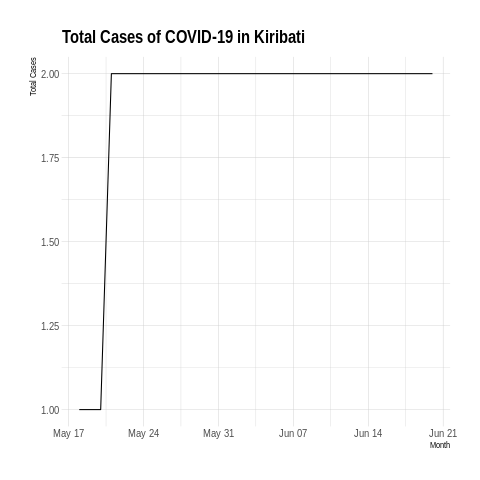 Total Cases of COVID-19 in Kiribati
Total Cases
2.00
1.75
1.50
1.25
1.00
May 17 May 24 May 31 Jun 07 Jun 14 Jun 21
Month